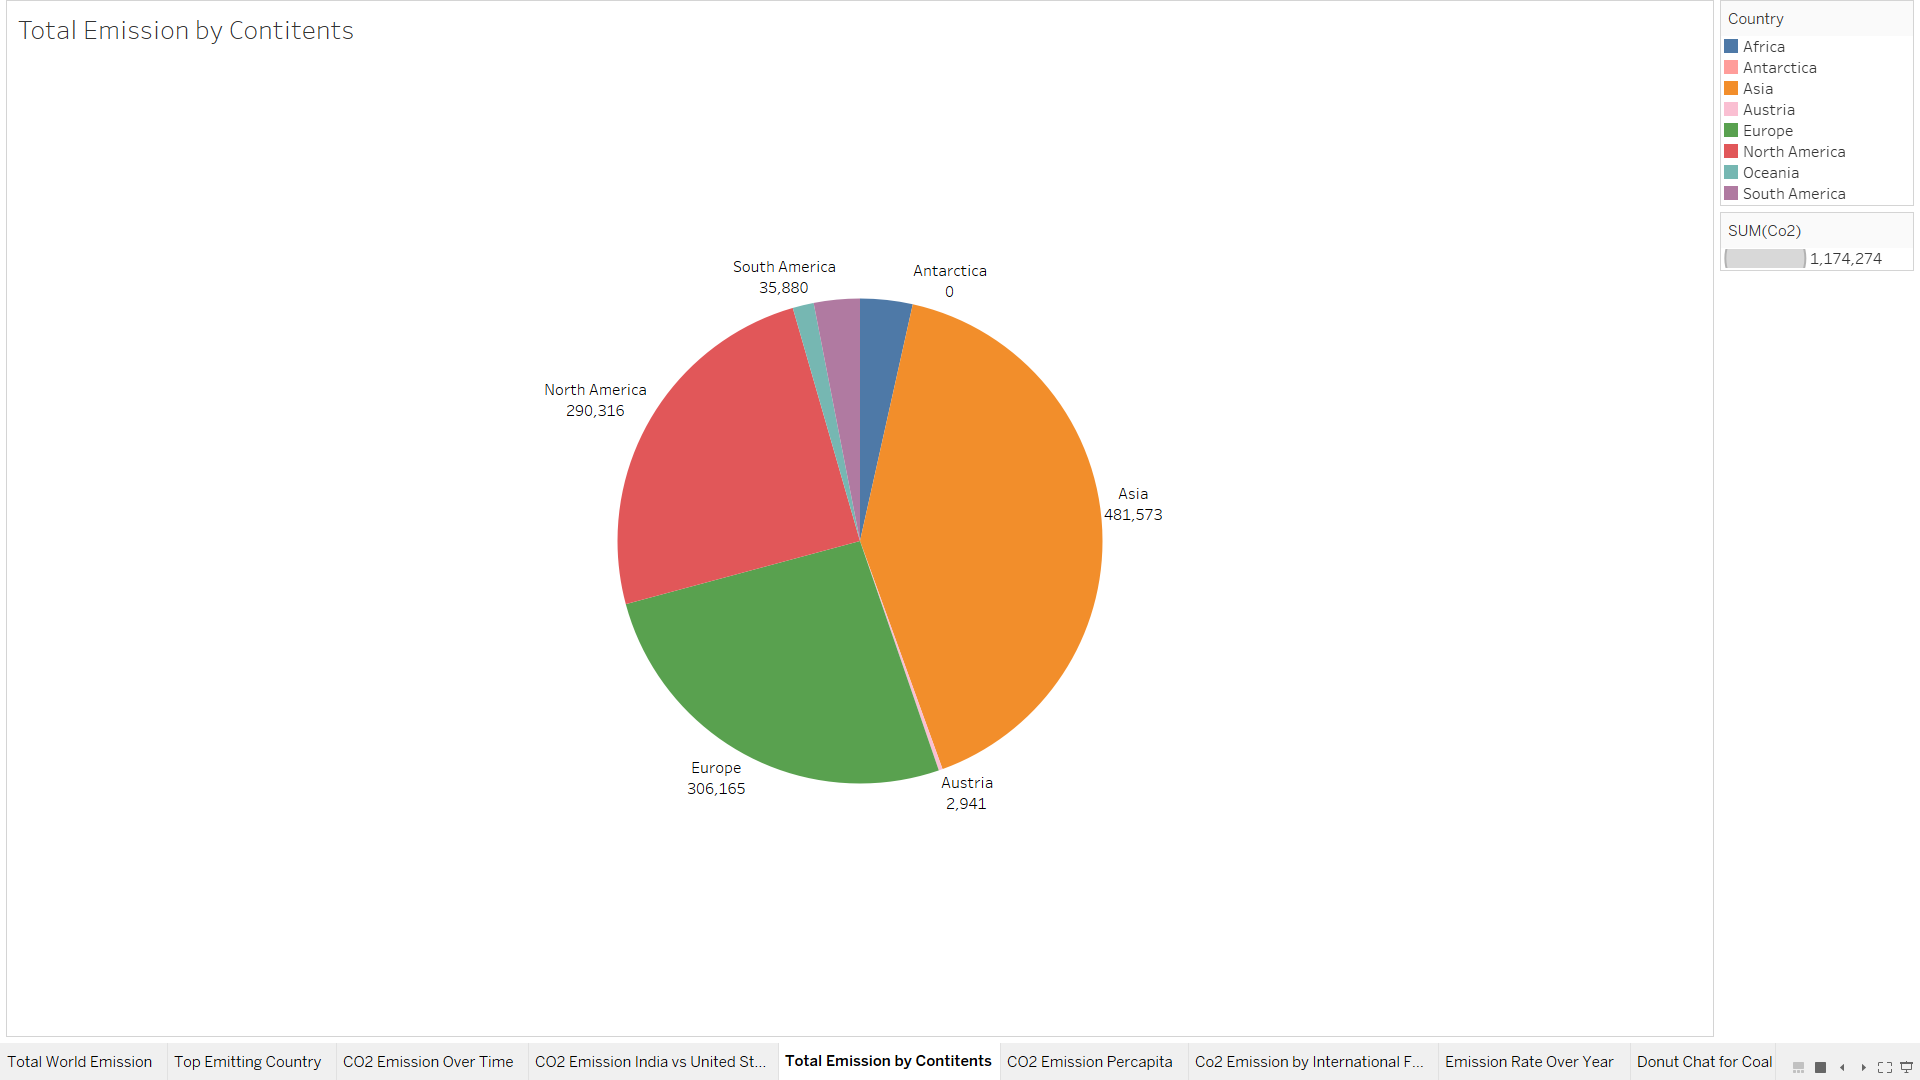 Total Emission by Contitents
South America
35,880
Antarctica
0
North America
290,316
Asia
481,573
Europe
306,165
Austria
2,941
Country
Africa
Antarctica
Asia
Austria
Europe
North America
Oceania
South America
SUM(Co2)
1,174,274
Total World Emission
Top Emitting Country
CO2 Emission Over Time
CO2 Emission India vs United St...
Total Emission by Contitents
CO2 Emission Percapita
Co2 Emission by International F...
Emission Rate Over Year
Donut Chat for Coal